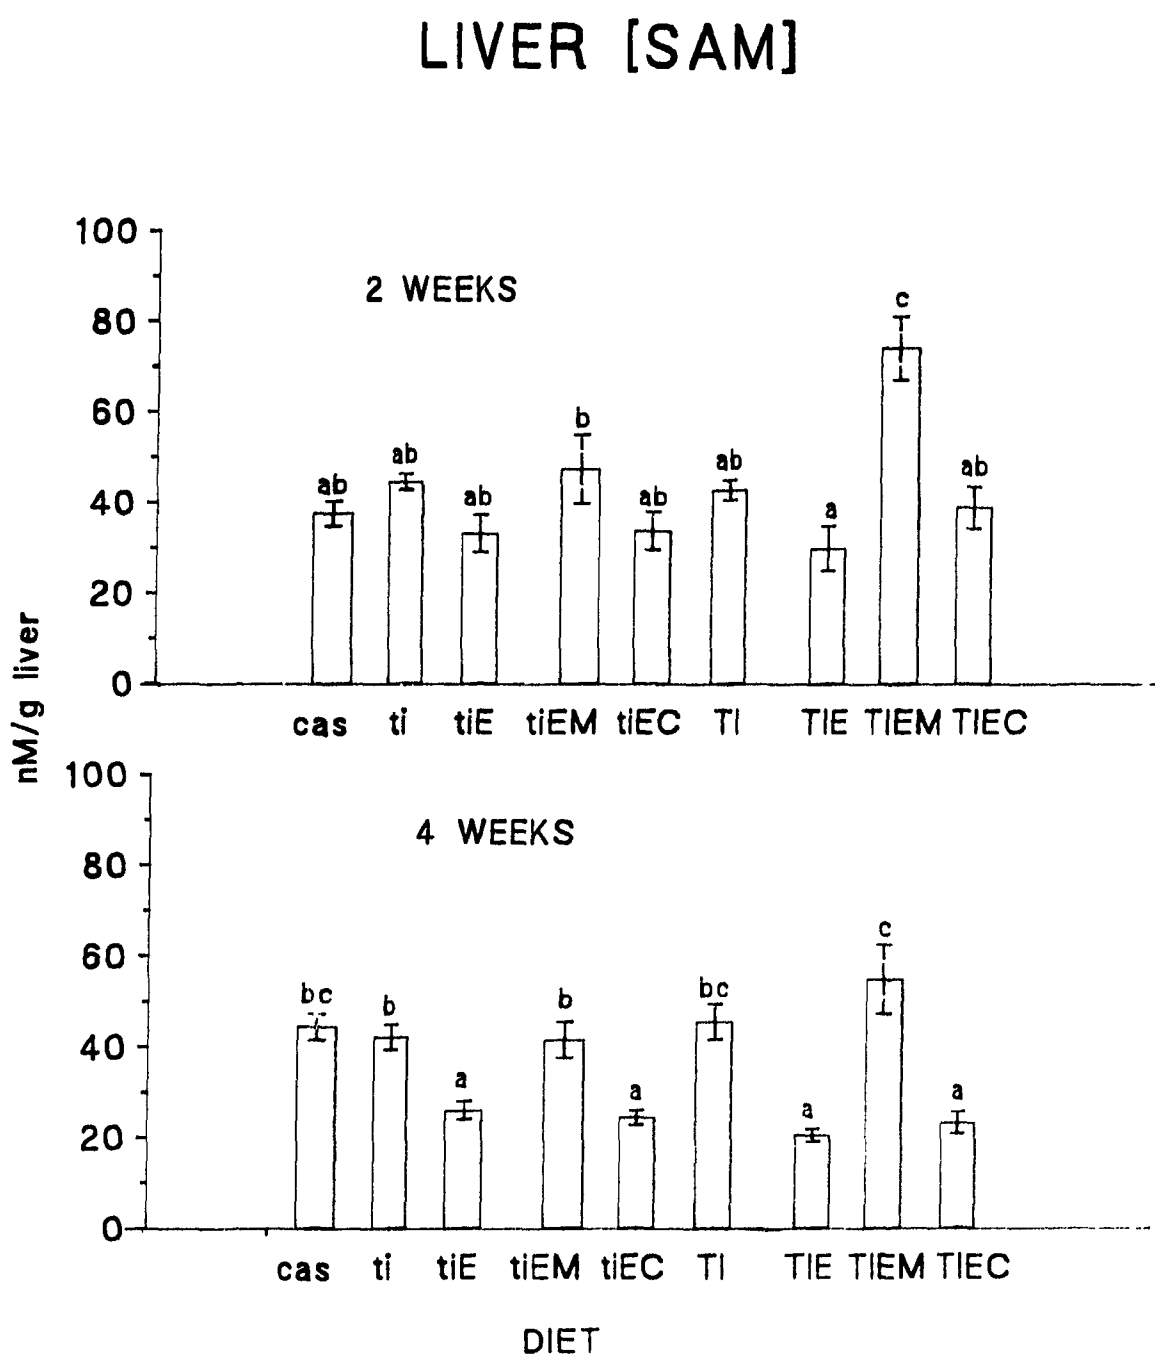 LIVER [SAM]
100
2 WEEKS
c
80
60
b
ab
ab
ab
ab
ab
ab
a
40
20
0
cas ti tiE tiEM tiEC TI TIE TIEM TIEC
nM/g liver
100
4 WEEKS
80
c
60
bc
b
b
bc
40
a
a
a
a
20
0
cas ti tiE tiEM tiEC TI TIE TIEM TIEC
DIET